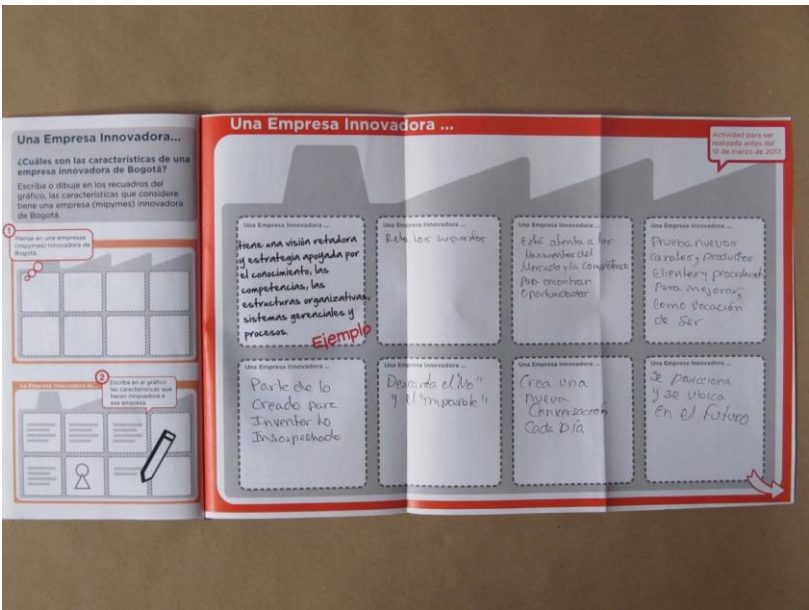 Una Empresa Innovadora...
¿Cuáles son las características de una
empresa innovadora de Bogotá?
Escriba o dibuje en los recuadros del
gráfico, las características que considere
tiene una empresa (mipymes) innovadora
de Bogotá.
1
Piense en una empresas
(mipymes) Innovadora de
Bogotá.
2
Escriba en el gráfico
las características que
hacen innovadora a
esa empresa.
La Empresa Innovadora es...
Una Empresa Innovadora ...
Actividad para ser
realizada antes del
10 de marzo de 2017
Una Empresa Innovadora ...
tiene una visión retadora
y estrategia apoyada por
el conocimiento, las
competencias, las
estructuras organizativas,
sistemas gerenciales y
procesos.
Ejemplo
Una Empresa Innovadora ...
Reta los supuestos
Una Empresa Innovadora ...
Está atenta a los
Movimientos del
Mercado y la Competencia
para encontrar
Oportunidades
Una Empresa Innovadora ...
Prueba nuevos
canales, productos
Clientes y
Para mejorar,
como vocación
de Ser
Una Empresa Innovadora ...
Parte de lo
Creado para
Inventar lo
Insospechado
Una Empresa Innovadora ...
Descarta el "No"
y el "imposible"
Una Empresa Innovadora ...
Crea una
nueva
Conversación
Cada Día
Una Empresa Innovadora ...
Se posiciona
y se ubica
en el Futuro